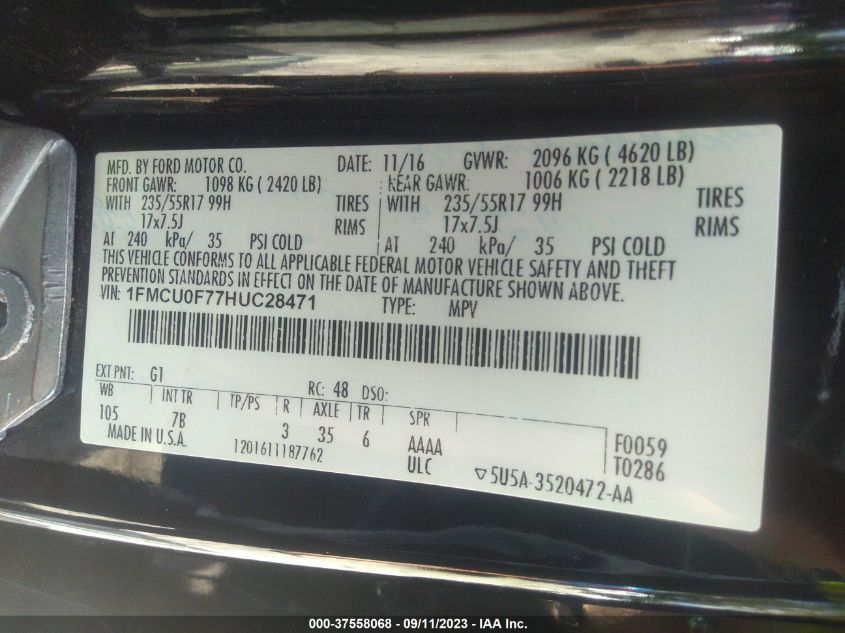 MFD. BY FORD MOTOR CO. DATE: 11/16 GVWR: 2096 KG ( 4620 LB)
FRONT GAWR: 1098 KG ( 2420 LB) REAR GAWR: 1006 KG ( 2218 LB)
WITH 235/55R17 99H TIRES WITH 235/55R17 99H TIRES
17x7.5J RIMS 17x7.5J RIMS
AT 240 kPa/ 35 PSI COLD AT 240 kPa/ 35 PSI COLD
THIS VEHICLE CONFORMS TO ALL APPLICABLE FEDERAL MOTOR VEHICLE SAFETY AND THEFT
PREVENTION STANDARDS IN EFFECT ON THE DATE OF MANUFACTURE SHOWN ABOVE.
VIN: 1FMCU0F77HUC28471 TYPE: MPV
EXT PNT: G1 RC: 48 DSO:
WB INT TR TP/PS R AXLE TR SPR
105 7B 3 35 6 AAAA F0059
MADE IN U.S.A. 1201611187762 ULC T0286
▽5U5A-3520472-AA
000-37558068 - 09/11/2023 - IAA Inc.